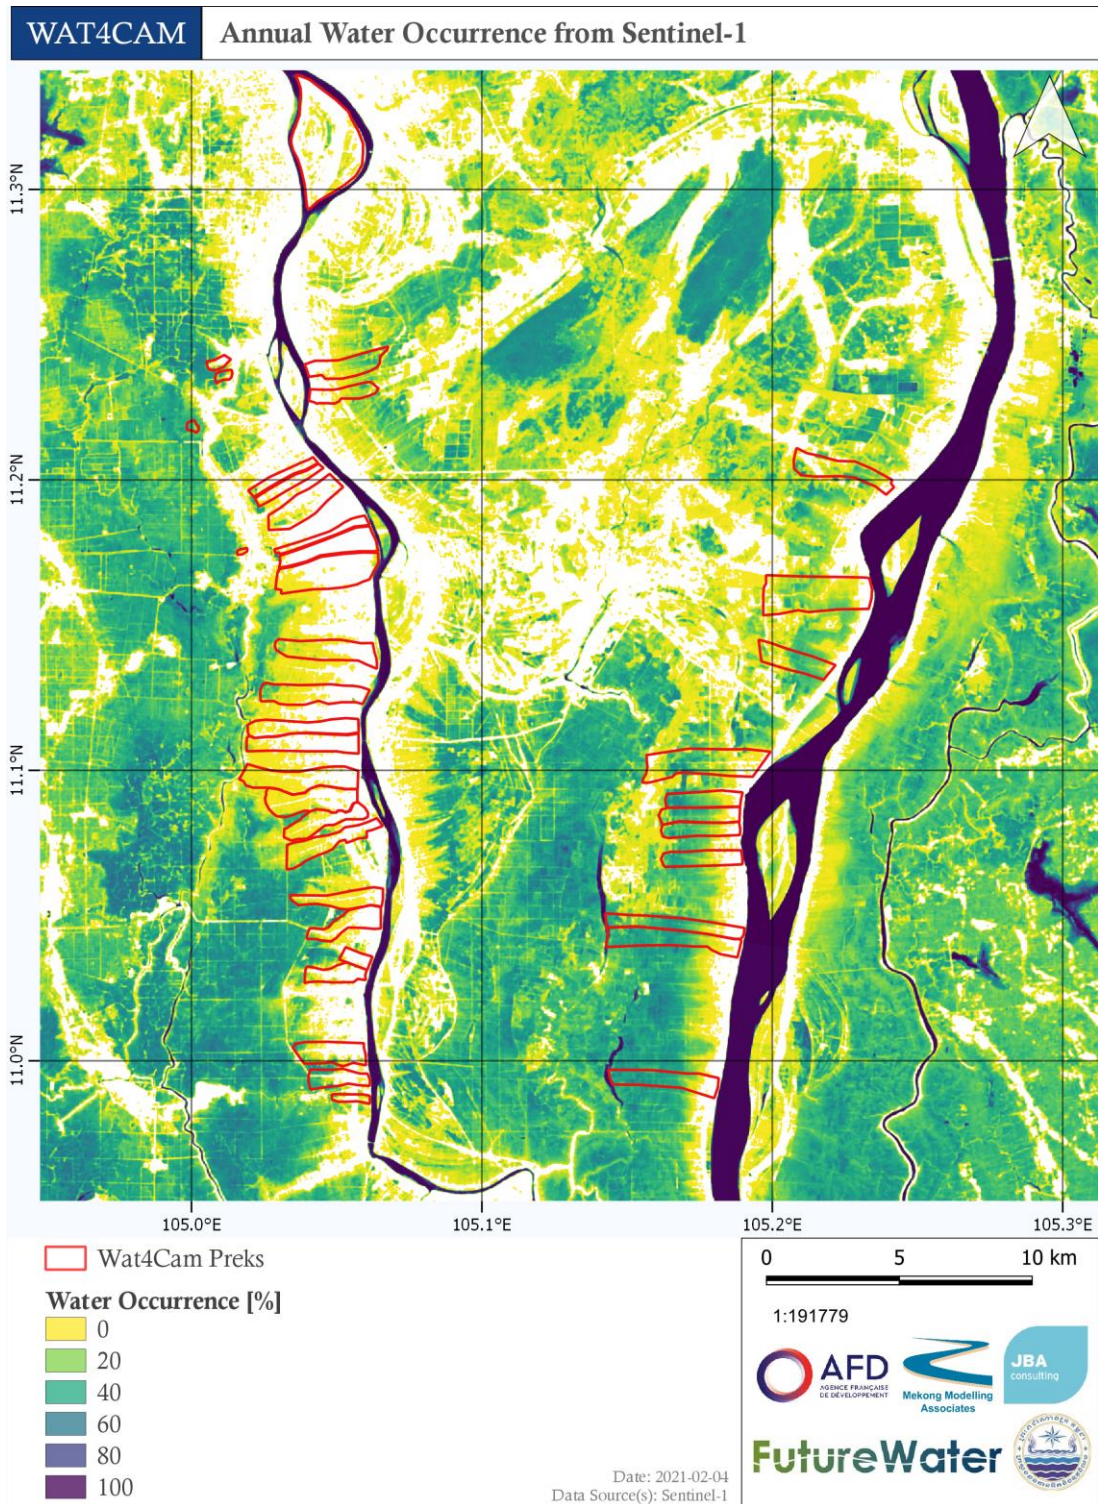 WAT4CAM
Annual Water Occurrence from Sentinel-1
11.3°N
11.2°N
11.1°N
11.0°N
105.0°E
105.1°E
105.2°E
105.3°E
Wat4Cam Preks
Water Occurrence [%]
0
20
40
60
80
100
Date: 2021-02-04
Data Source(s): Sentinel-1
0 5 10 km
1:191779
AFD
AGENCE FRANÇAISE
DE DÉVELOPPEMENT
Mekong Modelling
Associates
JBA
consulting
FutureWater